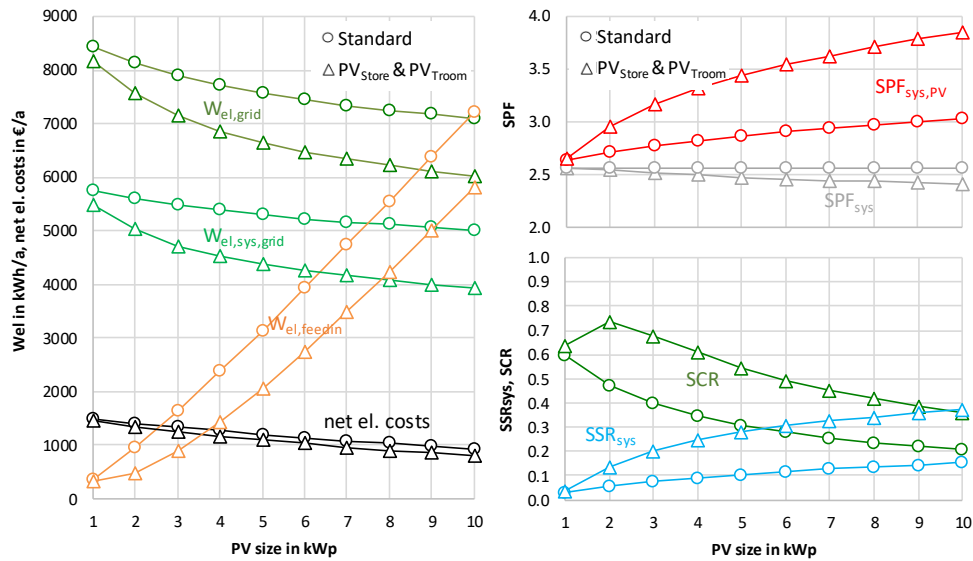 Wel in kWh/a, net el. costs in €/a
9000
8000
7000
6000
5000
4000
3000
2000
1000
0
Standard
PVStore & PVTroom
Wel,grid
Wel,sys,grid
Wel,feedin
net el. costs
1 2 3 4 5 6 7 8 9 10
PV size in kWp
SPF
4.0
3.5
3.0
2.5
2.0
Standard
PVStore & PVTroom
SPFsys,PV
SPFsys
SSRsys, SCR
1.0
0.9
0.8
0.7
0.6
0.5
0.4
0.3
0.2
0.1
0.0
SCR
SSRsys
1 2 3 4 5 6 7 8 9 10
PV size in kWp